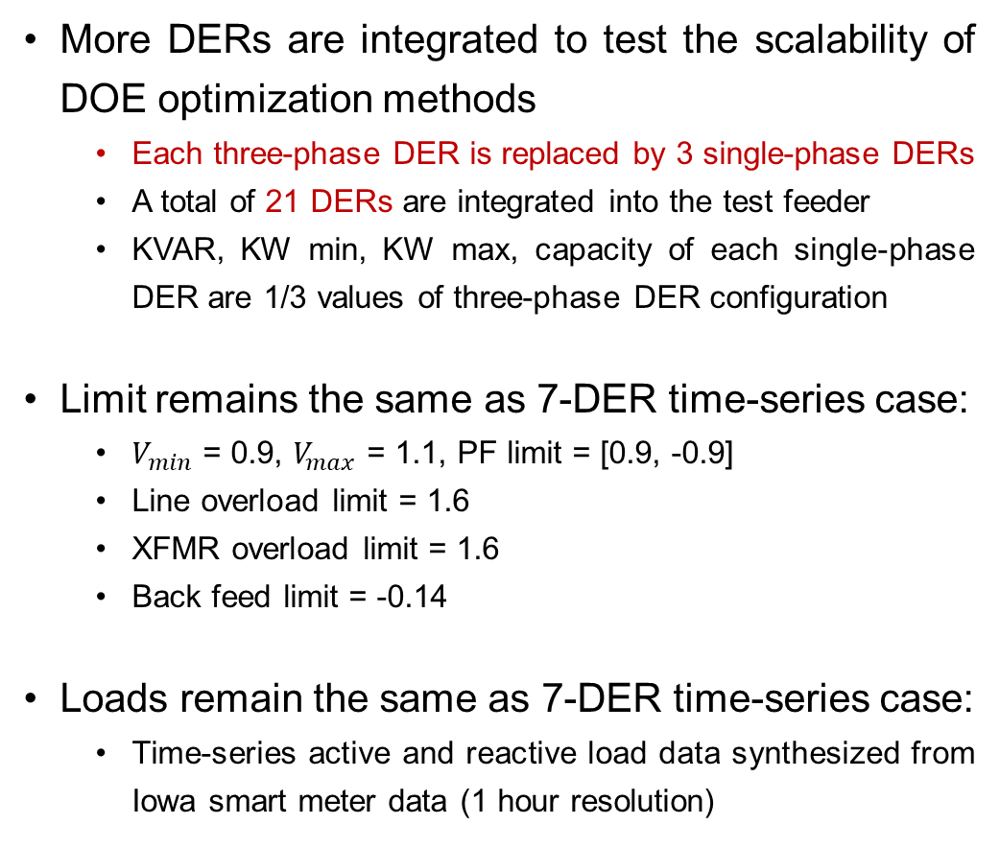 • More DERs are integrated to test the scalability of
DOE optimization methods
• Each three-phase DER is replaced by 3 single-phase DERs
• A total of 21 DERs are integrated into the test feeder
• KVAR, KW min, KW max, capacity of each single-phase
DER are 1/3 values of three-phase DER configuration
• Limit remains the same as 7-DER time-series case:
• V_min = 0.9, V_max = 1.1, PF limit = [0.9, -0.9]
• Line overload limit = 1.6
• XFMR overload limit = 1.6
• Back feed limit = -0.14
• Loads remain the same as 7-DER time-series case:
• Time-series active and reactive load data synthesized from
Iowa smart meter data (1 hour resolution)